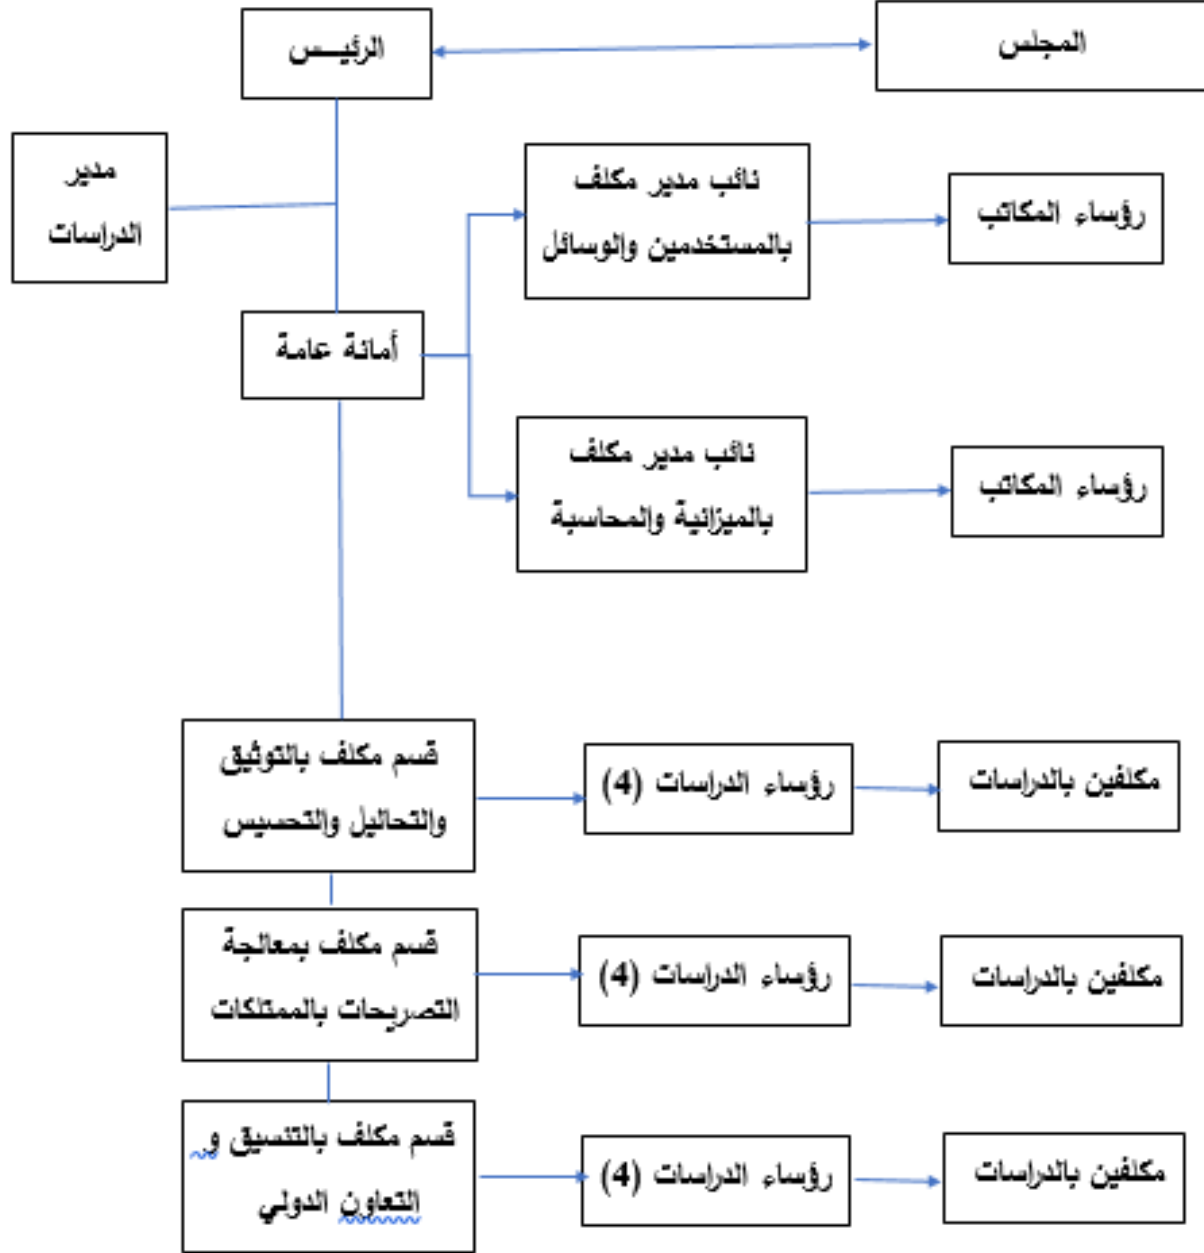 الرئيس
المجلس
مدير
الدراسات
نائب مدير مكلف
بالمستخدمين والوسائل
رؤساء المكاتب
أمانة عامة
نائب مدير مكلف
بالميزانية والمحاسبة
رؤساء المكاتب
قسم مكلف بالتوثيق
والتحاليل والتحسيس
رؤساء الدراسات (4)
مكلفين بالدراسات
قسم مكلف بمعالجة
التصريحات بالممتلكات
رؤساء الدراسات (4)
مكلفين بالدراسات
قسم مكلف بالتنسيق و
التعاون الدولي
رؤساء الدراسات (4)
مكلفين بالدراسات